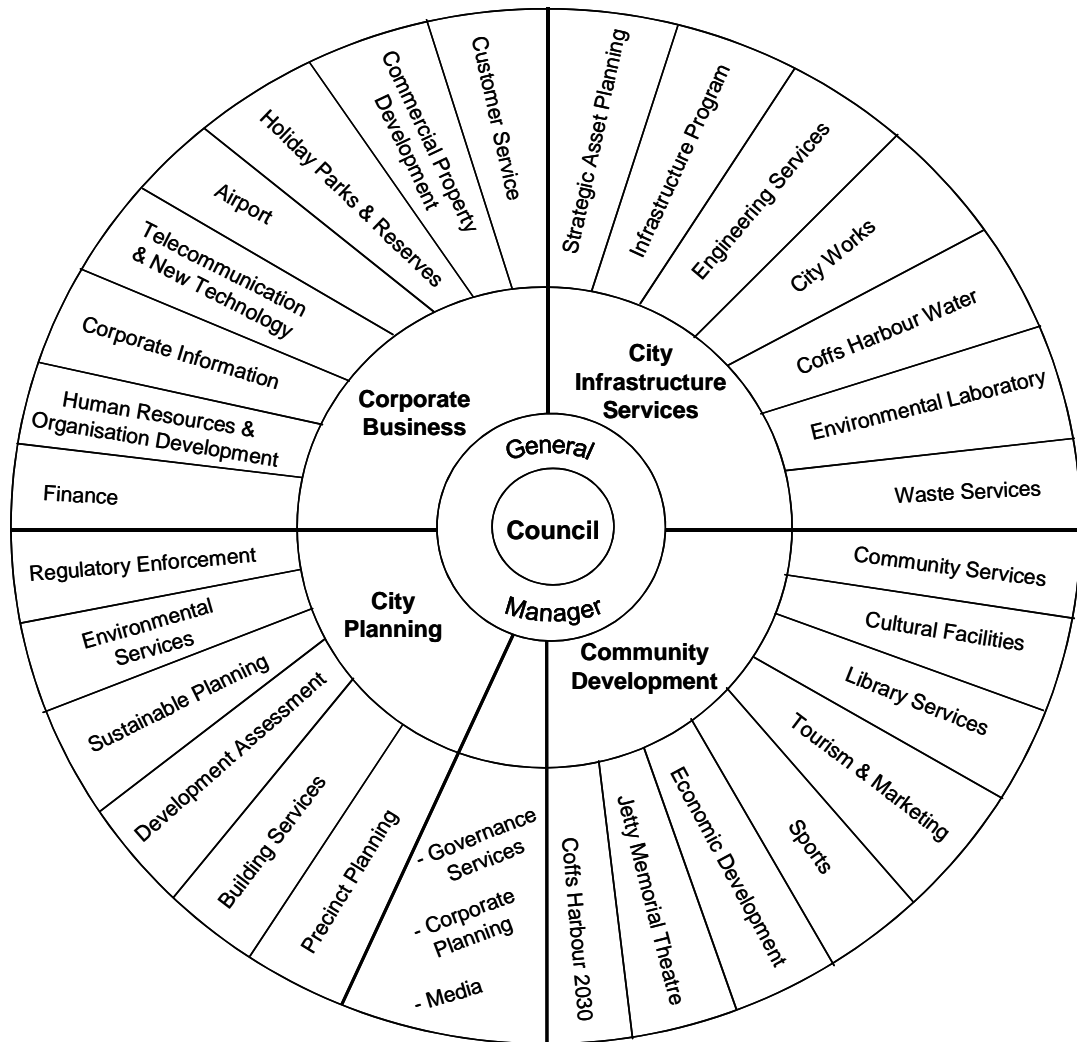 Customer Service
Commercial Property
Development
Holiday Parks & Reserves
Airport
Telecommunication
& New Technology
Corporate Information
Human Resources &
Organisation Development
Finance
Corporate
Business
Strategic Asset Planning
Infrastructure Program
Engineering Services
City Works
Coffs Harbour Water
Environmental Laboratory
Waste Services
City
Infrastructure
Services
General
Council
Manager
City
Planning
Regulatory Enforcement
Environmental
Services
Sustainable Planning
Development Assessment
Building Services
Precinct Planning
- Governance
Services
- Corporate
Planning
- Media
Community
Development
Community Services
Cultural Facilities
Library Services
Tourism & Marketing
Sports
Economic Development
Jetty Memorial Theatre
Coffs Harbour 2030